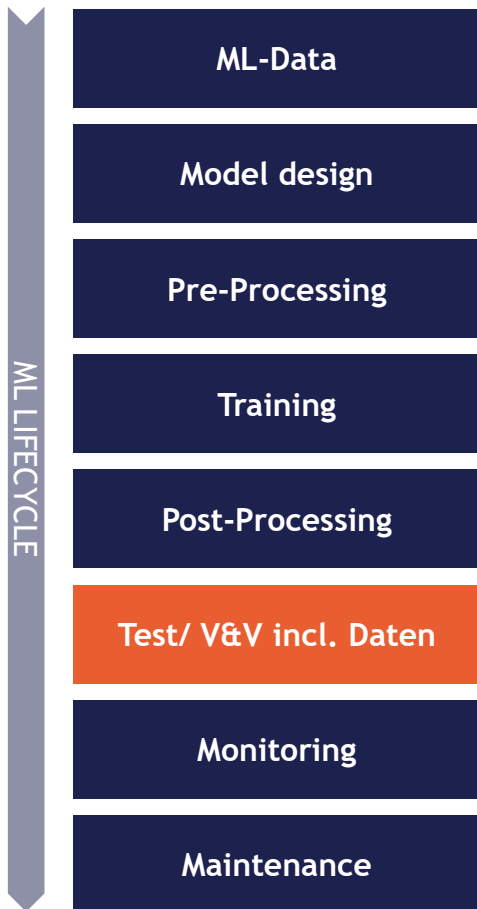 ML LIFECYCLE
ML-Data
Model design
Pre-Processing
Training
Post-Processing
Test/ V&V incl. Daten
Monitoring
Maintenance